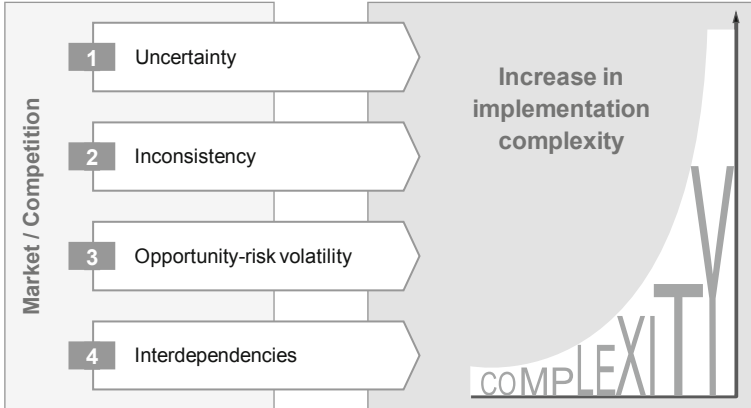 Market / Competition
1
Uncertainty
2
Inconsistency
3
Opportunity-risk volatility
4
Interdependencies
Increase in
implementation
complexity
COMPLEXITY